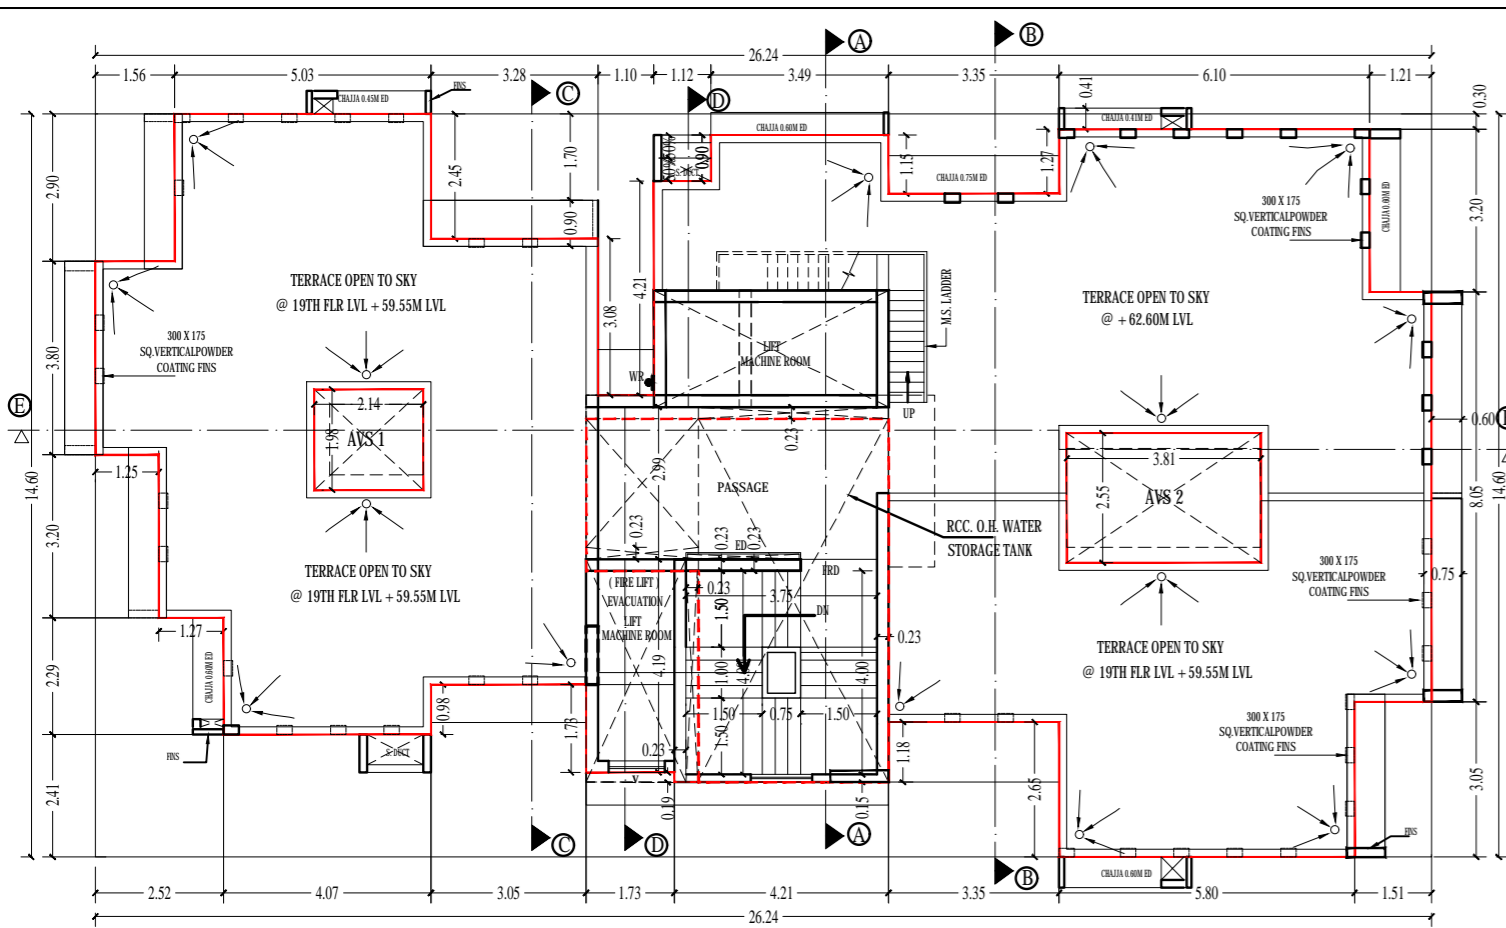 A
B
26.24
1.56
5.03
3.28
1.10
1.12
3.49
3.35
6.10
1.21
FINS
CHAJJA 0.45M ED
C
D
CHAJJA 0.60M ED
0.41
CHAJJA 0.41M ED
0.30
2.90
2.45
1.70
0.90
0.90
S. DUCT
1.15
1.27
CHAJJA 0.75M ED
CHAJJA 0.60M ED
3.20
300 X 175
SQ.VERTICALPOWDER
COATING FINS
TERRACE OPEN TO SKY
@ 19TH FLR LVL + 59.55M LVL
4.21
3.08
M.S. LADDER
TERRACE OPEN TO SKY
@ + 62.60M LVL
300 X 175
SQ.VERTICALPOWDER
COATING FINS
LIFT
MACHINE ROOM
WR
UP
3.80
E
14.60
2.14
1.98
AVS 1
0.23
2.99
PASSAGE
3.81
2.55
AVS 2
0.60
14.60
8.05
1.25
RCC. O.H. WATER
STORAGE TANK
3.20
0.23
0.23
0.23
ED
FRD
TERRACE OPEN TO SKY
@ 19TH FLR LVL + 59.55M LVL
( FIRE LIFT )
EVACUATION
LIFT
MACHINE ROOM
0.23
3.75
1.50
DN
0.23
300 X 175
SQ.VERTICALPOWDER
COATING FINS
0.75
1.27
CHAJJA 0.60M ED
4.19
1.00
4.00
TERRACE OPEN TO SKY
@ 19TH FLR LVL + 59.55M LVL
2.29
0.98
1.73
1.50
0.75
1.50
1.50
0.23
1.18
300 X 175
SQ.VERTICALPOWDER
COATING FINS
FINS
S. DUCT
V
2.41
0.19
0.15
2.65
3.05
FINS
C
D
A
B
CHAJJA 0.60M ED
2.52
4.07
3.05
1.73
4.21
3.35
5.80
1.51
26.24